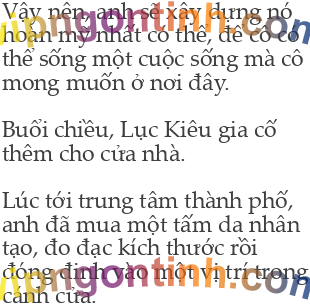 Vậy nên, anh sẽ xây dựng nó
hoàn mỹ nhất có thể, để cô có
thể sống một cuộc sống mà cô
mong muốn ở nơi đây.
Buổi chiều, Lục Kiêu gia cố
thêm cho cửa nhà.
Lúc tới trung tâm thành phố,
anh đã mua một tấm da nhân
tạo, đo đạc kích thước rồi
đóng đinh vào một vị trí trong
cánh cửa.